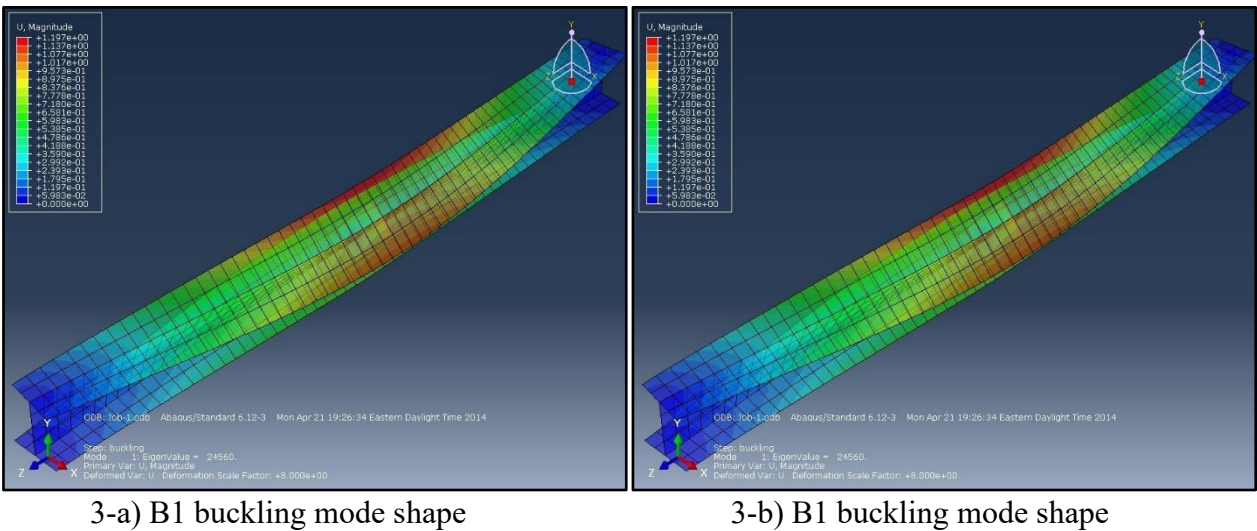 U, Magnitude
+1.197e+00
+1.137e+00
+1.077e+00
+1.017e+00
+9.573e-01
+8.975e-01
+8.376e-01
+7.778e-01
+7.180e-01
+6.581e-01
+5.983e-01
+5.385e-01
+4.786e-01
+4.188e-01
+3.590e-01
+2.992e-01
+2.393e-01
+1.795e-01
+1.197e-01
+5.983e-02
+0.000e+00
Y
Z
X
ODB: Job-1.odb Abaqus/Standard 6.12-3 Mon Apr 21 19:26:34 Eastern Daylight Time 2014
Y
Z
X
Step: buckling
Mode 1: EigenValue = 24560.
Primary Var: U, Magnitude
Deformed Var: U Deformation Scale Factor: +8.000e+00
3-a) B1 buckling mode shape
U, Magnitude
+1.197e+00
+1.137e+00
+1.077e+00
+1.017e+00
+9.573e-01
+8.975e-01
+8.376e-01
+7.778e-01
+7.180e-01
+6.581e-01
+5.983e-01
+5.385e-01
+4.786e-01
+4.188e-01
+3.590e-01
+2.992e-01
+2.393e-01
+1.795e-01
+1.197e-01
+5.983e-02
+0.000e+00
Y
Z
X
ODB: Job-1.odb Abaqus/Standard 6.12-3 Mon Apr 21 19:26:34 Eastern Daylight Time 2014
Y
Z
X
Step: buckling
Mode 1: EigenValue = 24560.
Primary Var: U, Magnitude
Deformed Var: U Deformation Scale Factor: +8.000e+00
3-b) B1 buckling mode shape